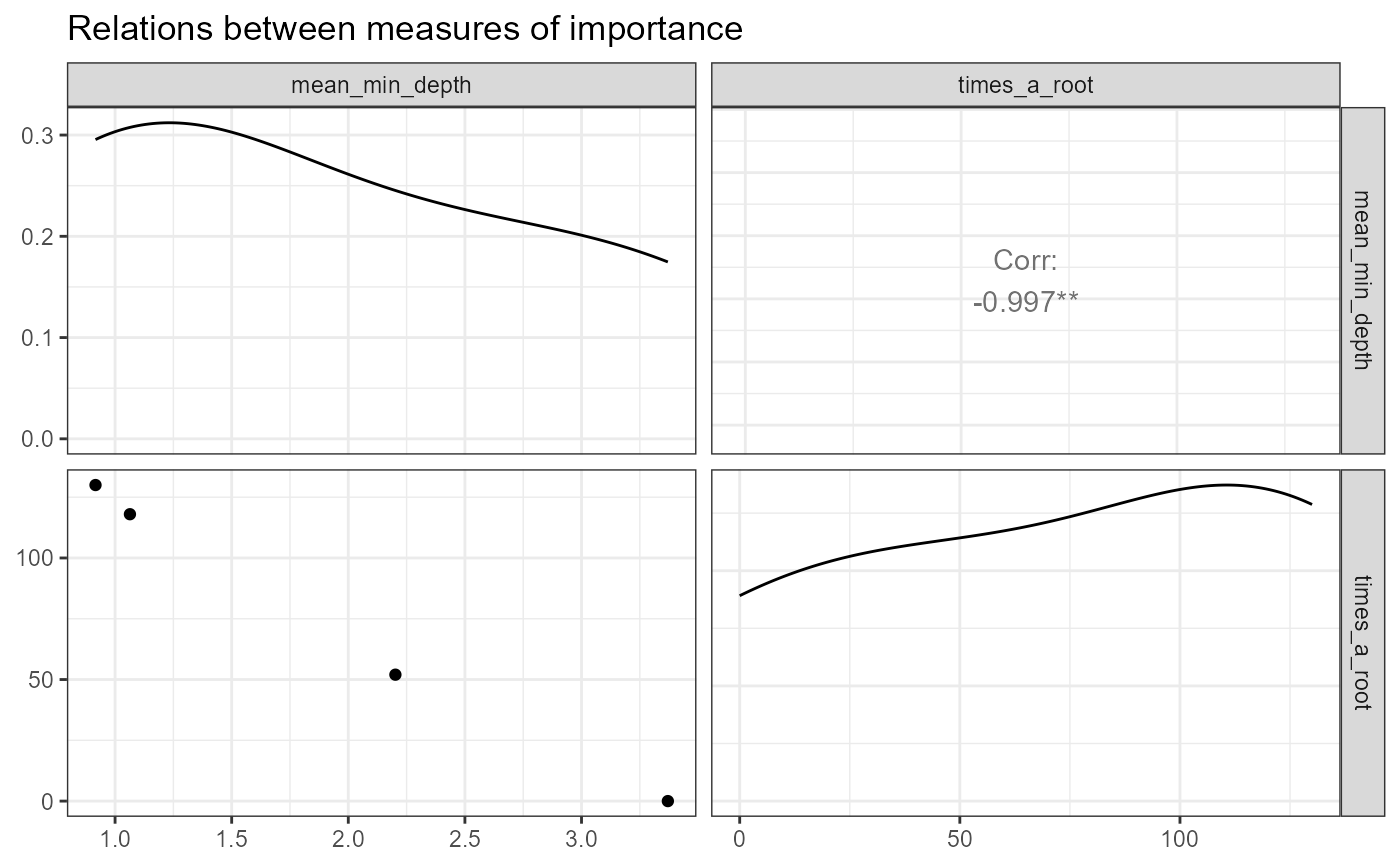 Relations between measures of importance
mean_min_depth
times_a_root
0.3
0.2
0.1
0.0
Corr:
-0.997**
mean_min_depth
100
50
0
times_a_root
1.0 1.5 2.0 2.5 3.0
0 50 100